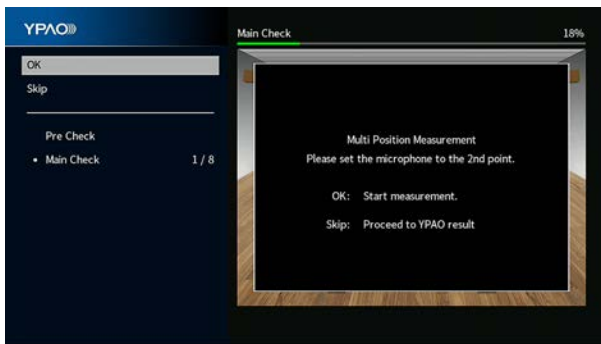 YPAO
OK
Skip
Pre Check
• Main Check 1 / 8
Main Check 18%
Multi Position Measurement
Please set the microphone to the 2nd point.
OK: Start measurement.
Skip: Proceed to YPAO result